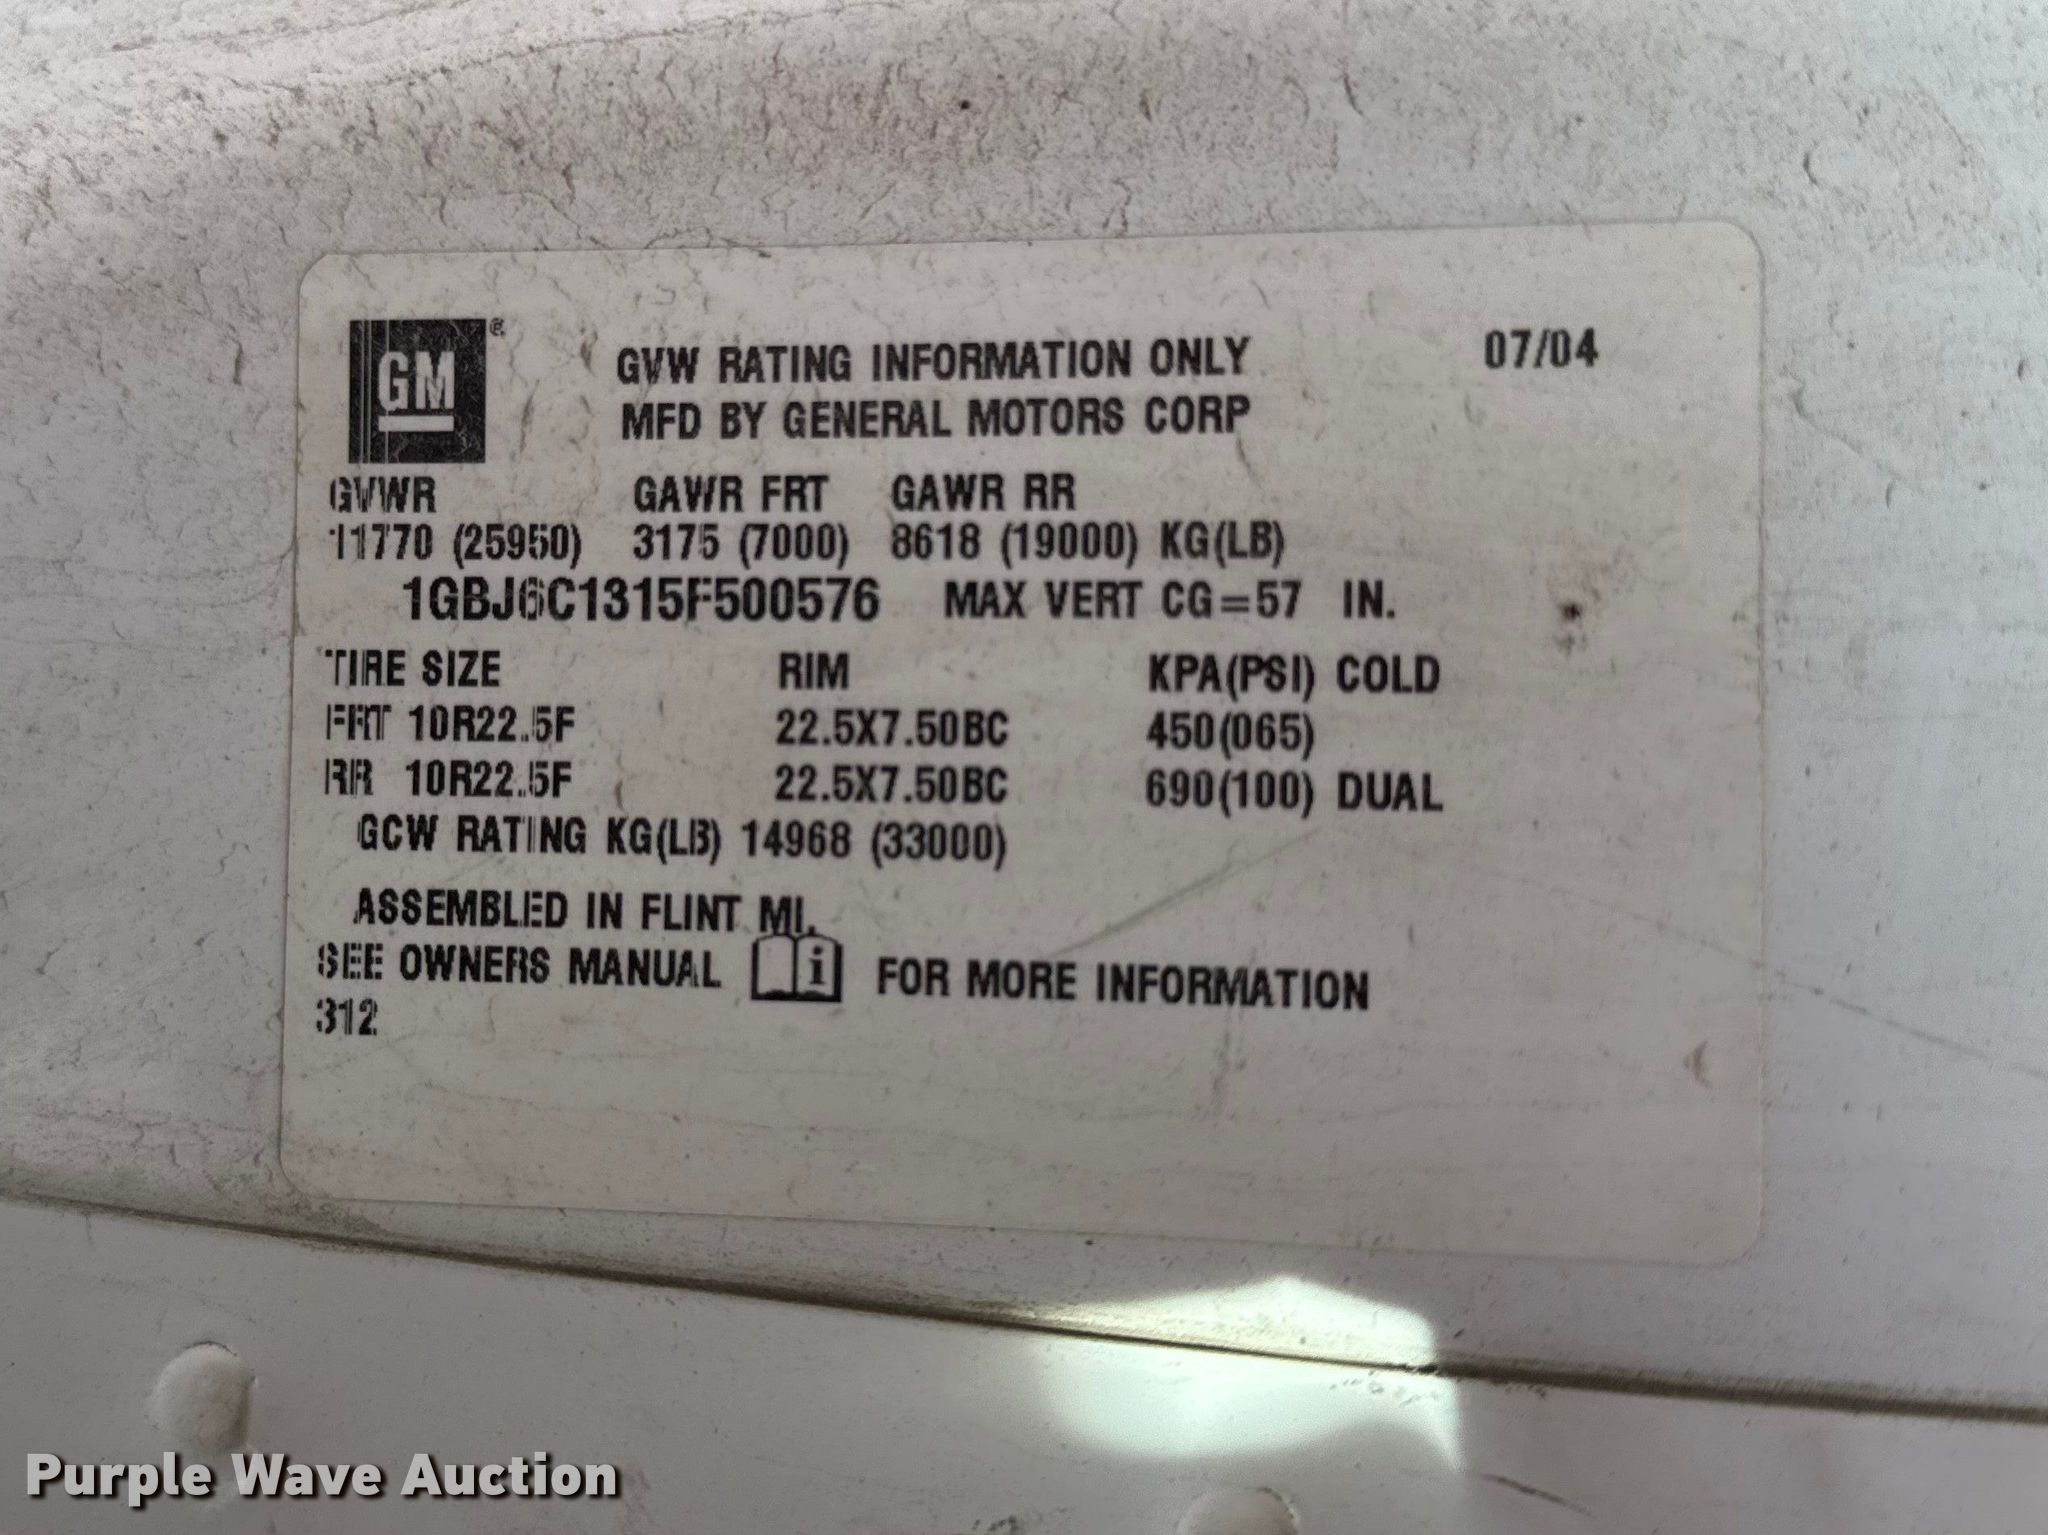 GM ®
GVW RATING INFORMATION ONLY 07/04
MFD BY GENERAL MOTORS CORP
GVWR GAWR FRT GAWR RR
11770 (25950) 3175 (7000) 8618 (19000) KG(LB)
1GBJ6C1315F500576 MAX VERT CG=57 IN.
TIRE SIZE RIM KPA(PSI) COLD
FRT 10R22.5F 22.5X7.50BC 450(065)
RR 10R22.5F 22.5X7.50BC 690(100) DUAL
GCW RATING KG(LB) 14968 (33000)
ASSEMBLED IN FLINT MI.
SEE OWNERS MANUAL i FOR MORE INFORMATION
312
Purple Wave Auction